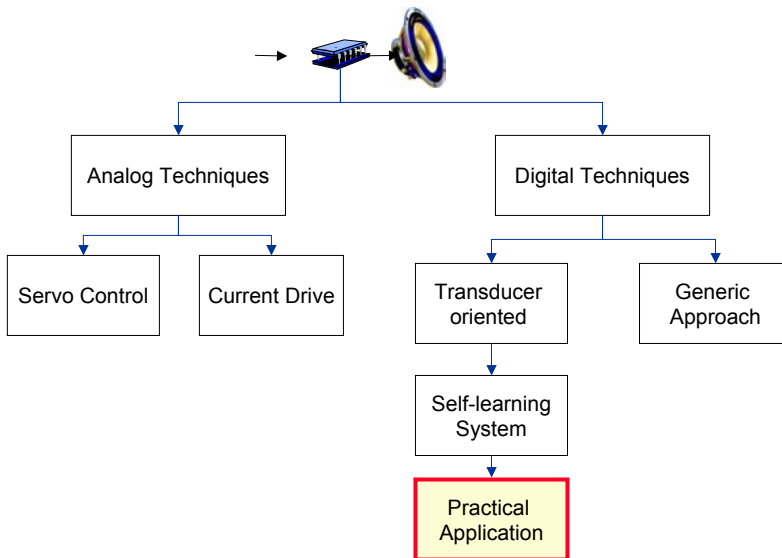 Analog Techniques
Digital Techniques
Servo Control
Current Drive
Transducer
oriented
Generic
Approach
Self-learning
System
Practical
Application